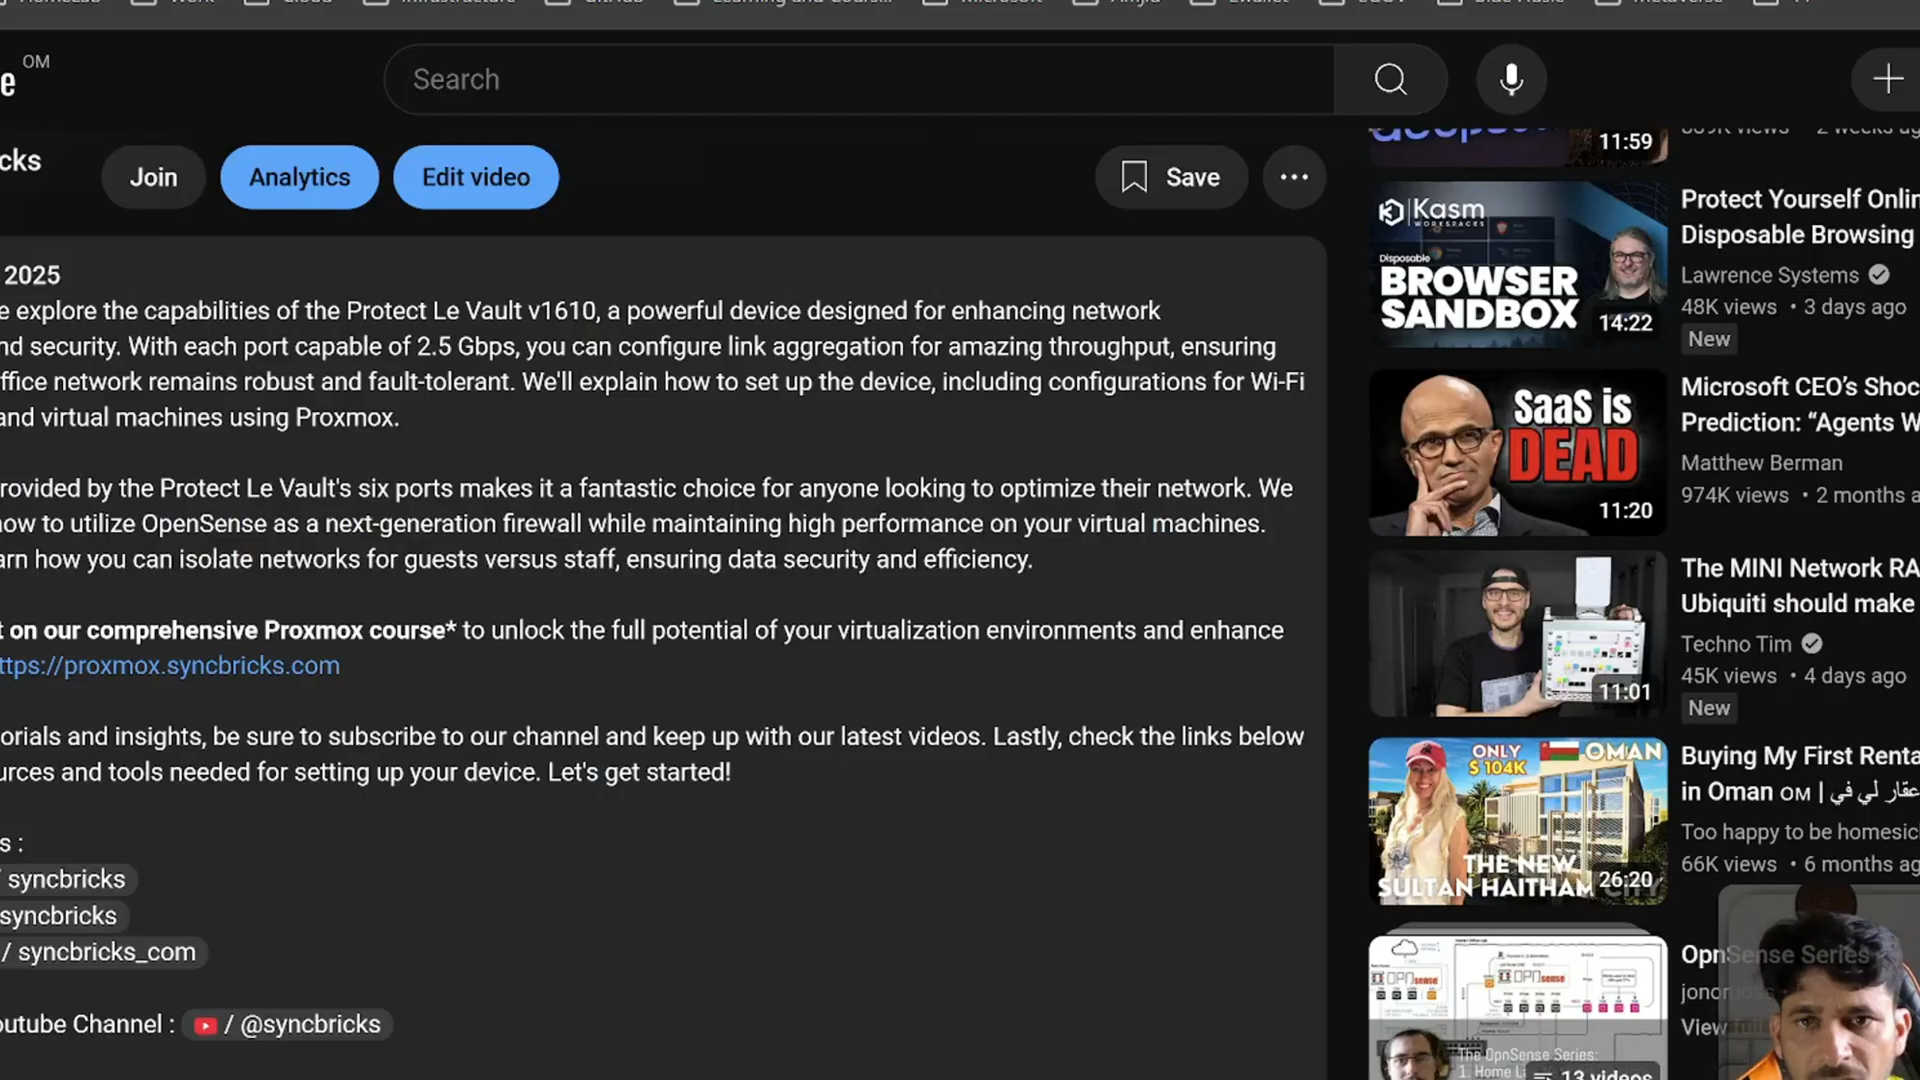 OM
e
Search
cks
Join
Analytics
Edit video
Save
2025
e explore the capabilities of the Protect Le Vault v1610, a powerful device designed for enhancing network
nd security. With each port capable of 2.5 Gbps, you can configure link aggregation for amazing throughput, ensuring
ffice network remains robust and fault-tolerant. We'll explain how to set up the device, including configurations for Wi-Fi
and virtual machines using Proxmox.
rovided by the Protect Le Vault's six ports makes it a fantastic choice for anyone looking to optimize their network. We
now to utilize OpenSense as a next-generation firewall while maintaining high performance on your virtual machines.
arn how you can isolate networks for guests versus staff, ensuring data security and efficiency.
t on our comprehensive Proxmox course* to unlock the full potential of your virtualization environments and enhance
ttps://proxmox.syncbricks.com
orials and insights, be sure to subscribe to our channel and keep up with our latest videos. Lastly, check the links below
urces and tools needed for setting up your device. Let's get started!
s :
/ syncbricks
syncbricks
/ syncbricks_com
outube Channel : / @syncbricks
11:59
Kasm
WORKSPACES
Disposable
BROWSER
SANDBOX
14:22
Protect Yourself Onlin
Disposable Browsing
Lawrence Systems
48K views • 3 days ago
New
SaaS is
DEAD
11:20
Microsoft CEO's Shoc
Prediction: “Agents W
Matthew Berman
974K views • 2 months a
11:01
The MINI Network RA
Ubiquiti should make
Techno Tim
45K views • 4 days ago
New
ONLY
$ 104K
OMAN
THE NEW
SULTAN HAITHAM CITY
26:20
Buying My First Renta
in Oman OM | عقار لي في
Too happy to be homesic
66K views • 6 months ag
OPNsense
OPNsense
The OpnSense Series:
1. Home La
13 videos
OpnSense Series
View full